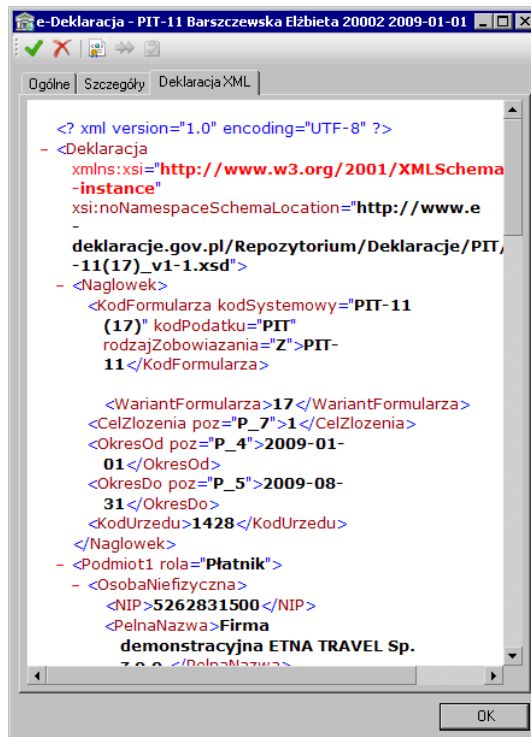 e-Deklaracja - PIT-11 Barszczewska Elżbieta 20002 2009-01-01
Ogólne Szczegóły Deklaracja XML
<? xml version="1.0" encoding="UTF-8" ?>
- <Deklaracja
xmlns:xsi="http://www.w3.org/2001/XMLSchema
-instance"
xsi:noNamespaceSchemaLocation="http://www.e
-
deklaracje.gov.pl/Repozytorium/Deklaracje/PIT/
-11(17)_v1-1.xsd">
- <Naglowek>
<KodFormularza kodSystemowy="PIT-11
(17)" kodPodatku="PIT"
rodzajZobowiazania="Z">PIT-
11</KodFormularza>
<WariantFormularza>17</WariantFormularza>
<CelZlozenia poz="P_7">1</CelZlozenia>
<OkresOd poz="P_4">2009-01-
01</OkresOd>
<OkresDo poz="P_5">2009-08-
31</OkresDo>
<KodUrzedu>1428</KodUrzedu>
</Naglowek>
- <Podmiot1 rola="Płatnik">
- <OsobaNiefizyczna>
<NIP>5262831500</NIP>
<PelnaNazwa>Firma
demonstracyjna ETNA TRAVEL Sp.
z o.o.</PelnaNazwa>
OK